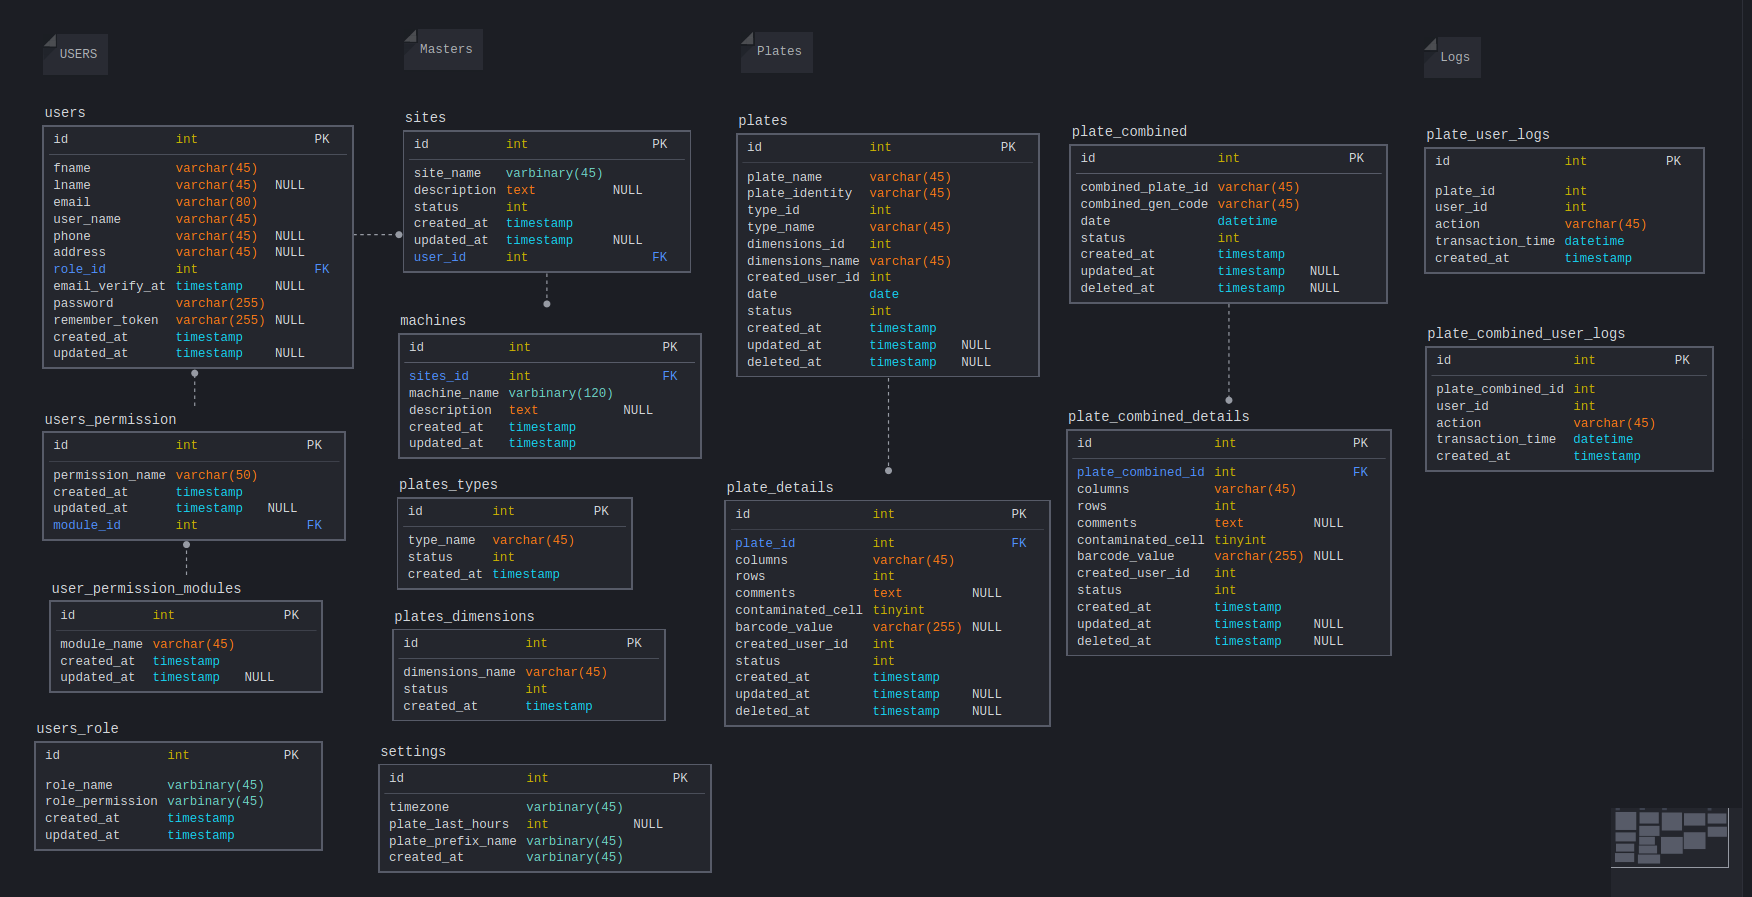 USERS
users
id int PK
fname varchar(45)
lname varchar(45) NULL
email varchar(80)
user_name varchar(45)
phone varchar(45) NULL
address varchar(45) NULL
role_id int FK
email_verify_at timestamp NULL
password varchar(255)
remember_token varchar(255) NULL
created_at timestamp
updated_at timestamp NULL
users_permission
id int PK
permission_name varchar(50)
created_at timestamp
updated_at timestamp NULL
module_id int FK
user_permission_modules
id int PK
module_name varchar(45)
created_at timestamp
updated_at timestamp NULL
users_role
id int PK
role_name varbinary(45)
role_permission varbinary(45)
created_at timestamp
updated_at timestamp
Masters
sites
id int PK
site_name varbinary(45)
description text NULL
status int
created_at timestamp
updated_at timestamp NULL
user_id int FK
machines
id int PK
sites_id int FK
machine_name varbinary(120)
description text NULL
created_at timestamp
updated_at timestamp
plates_types
id int PK
type_name varchar(45)
status int
created_at timestamp
plates_dimensions
id int PK
dimensions_name varchar(45)
status int
created_at timestamp
settings
id int PK
timezone varbinary(45)
plate_last_hours int NULL
plate_prefix_name varbinary(45)
created_at varbinary(45)
Plates
plates
id int PK
plate_name varchar(45)
plate_identity varchar(45)
type_id int
type_name varchar(45)
dimensions_id int
dimensions_name varchar(45)
created_user_id int
date date
status int
created_at timestamp
updated_at timestamp NULL
deleted_at timestamp NULL
plate_details
id int PK
plate_id int FK
columns varchar(45)
rows int
comments text NULL
contaminated_cell tinyint
barcode_value varchar(255) NULL
created_user_id int
status int
created_at timestamp
updated_at timestamp NULL
deleted_at timestamp NULL
plate_combined
id int PK
combined_plate_id varchar(45)
combined_gen_code varchar(45)
date datetime
status int
created_at timestamp
updated_at timestamp NULL
deleted_at timestamp NULL
plate_combined_details
id int PK
plate_combined_id int FK
columns varchar(45)
rows int
comments text NULL
contaminated_cell tinyint
barcode_value varchar(255) NULL
created_user_id int
status int
created_at timestamp
updated_at timestamp NULL
deleted_at timestamp NULL
Logs
plate_user_logs
id int PK
plate_id int
user_id int
action varchar(45)
transaction_time datetime
created_at timestamp
plate_combined_user_logs
id int PK
plate_combined_id int
user_id int
action varchar(45)
transaction_time datetime
created_at timestamp